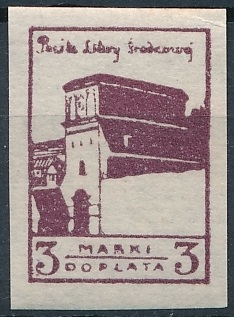 Poczta Litwy Środkowej
3 MARKI 3
DOPŁATA